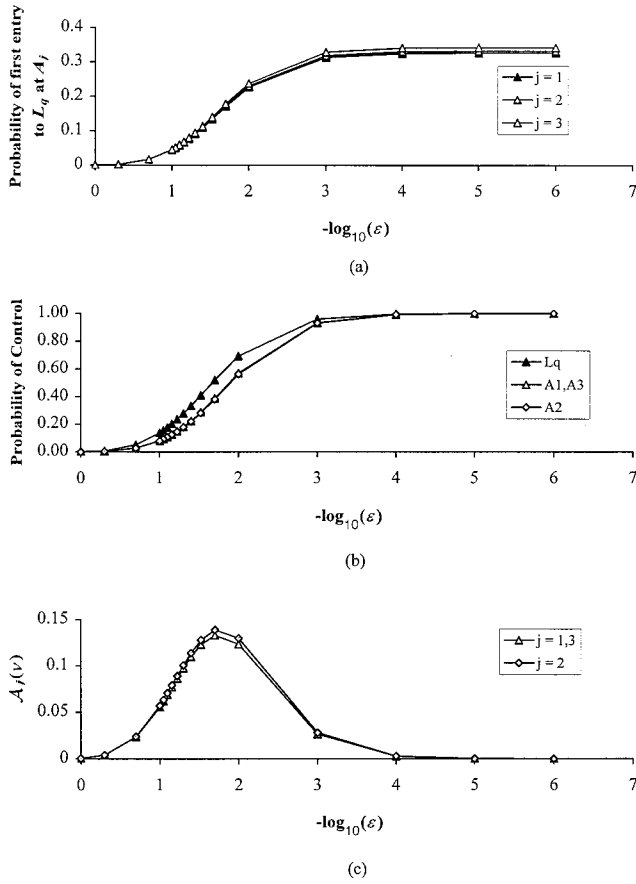 Probability of first entry
to Lq at Aj
0.4
0.3
0.2
0.1
0
0 1 2 3 4 5 6 7
j = 1
j = 2
j = 3
-log10(ε)
(a)
Probability of Control
1.00
0.80
0.60
0.40
0.20
0.00
0 1 2 3 4 5 6 7
Lq
A1,A3
A2
-log10(ε)
(b)
Aj(ν)
0.15
0.1
0.05
0
0 1 2 3 4 5 6 7
j = 1,3
j = 2
-log10(ε)
(c)